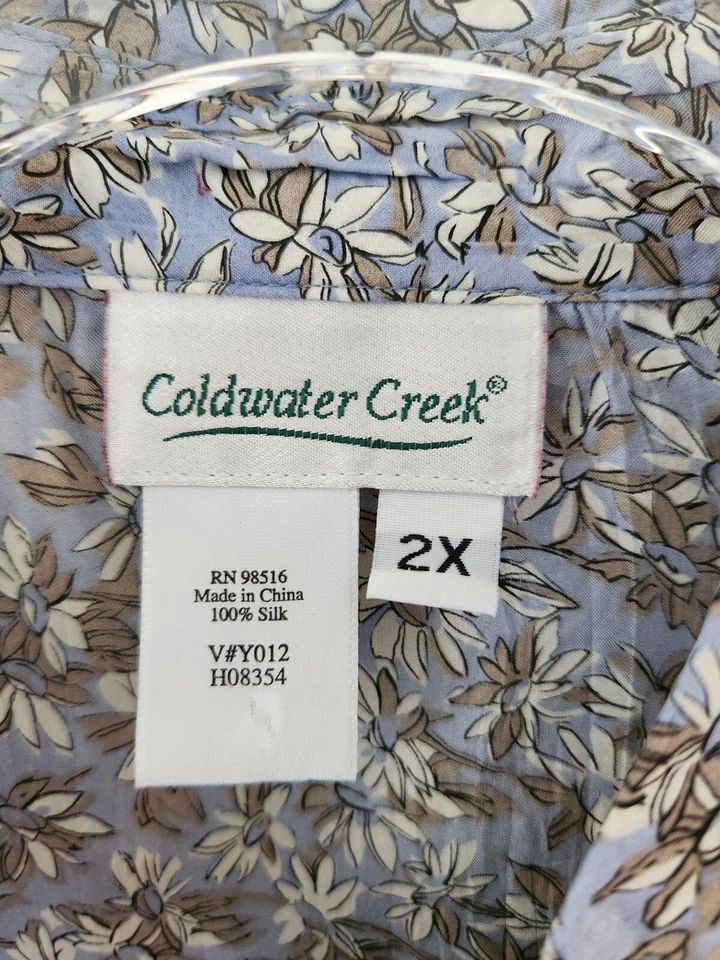 Coldwater Creek®
2X
RN 98516
Made in China
100% Silk
V#Y012
H08354